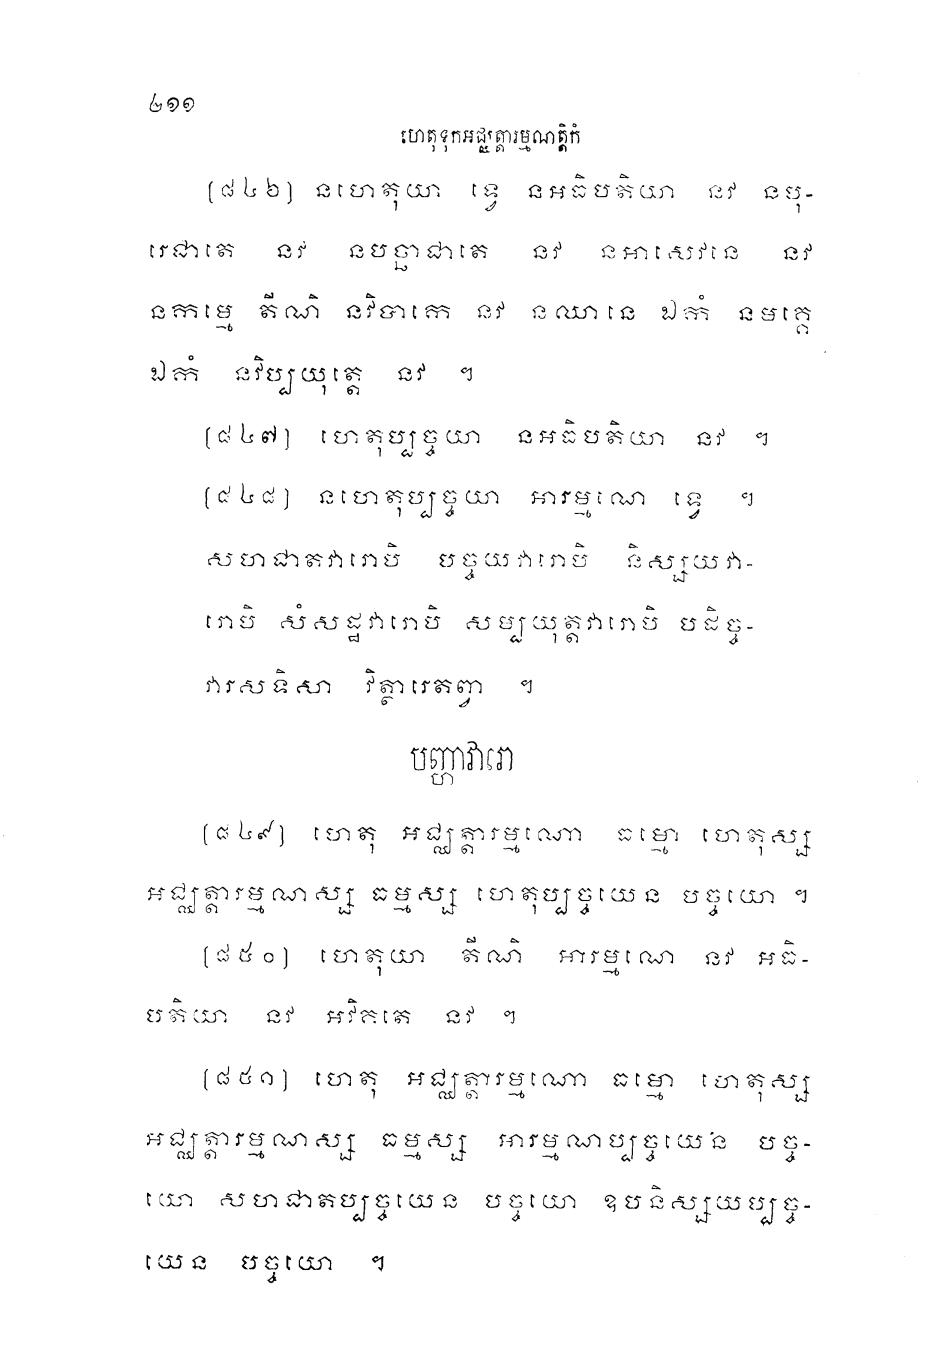 ៤១១
ហេតុទុកអជ្ឈត្តារម្មណត្តិកំ
[៨៤៦] នហេតុយា ទ្វេ នអធិបតិយា នវ នបុ-
រេជាតេ នវ នបច្ឆាជាតេ នវ នអាសេវនេ នវ
នកម្មេ តីណិ នវិបាកេ នវ នឈានេ ឯកំ នមគ្គេ
ឯកំ នវិប្បយុត្តេ នវ ។
[៨៤៧] ហេតុប្បច្ចយា នអធិបតិយា នវ ។
[៨៤៨] នហេតុប្បច្ចយា អារម្មណេ ទ្វេ ។
សហជាតវារោបិ បច្ចយវារោបិ និស្សយវា-
រោបិ សំសដ្ឋវារោបិ សម្បយុត្តវារោបិ បដិច្ច-
វារសទិសា វិត្ថារេតព្វា ។
បញ្ហាវារោ
[៨៤៩] ហេតុ អជ្ឈត្តារម្មណោ ធម្មោ ហេតុស្ស
អជ្ឈត្តារម្មណស្ស ធម្មស្ស ហេតុប្បច្ចយេន បច្ចយោ ។
[៨៥០] ហេតុយា តីណិ អារម្មណេ នវ អធិ-
បតិយា នវ អវិគតេ នវ ។
[៨៥១] ហេតុ អជ្ឈត្តារម្មណោ ធម្មោ ហេតុស្ស
អជ្ឈត្តារម្មណស្ស ធម្មស្ស អារម្មណប្បច្ចយេន បច្ច-
យោ សហជាតប្បច្ចយេន បច្ចយោ ឧបនិស្សយប្បច្ច-
យេន បច្ចយោ ។